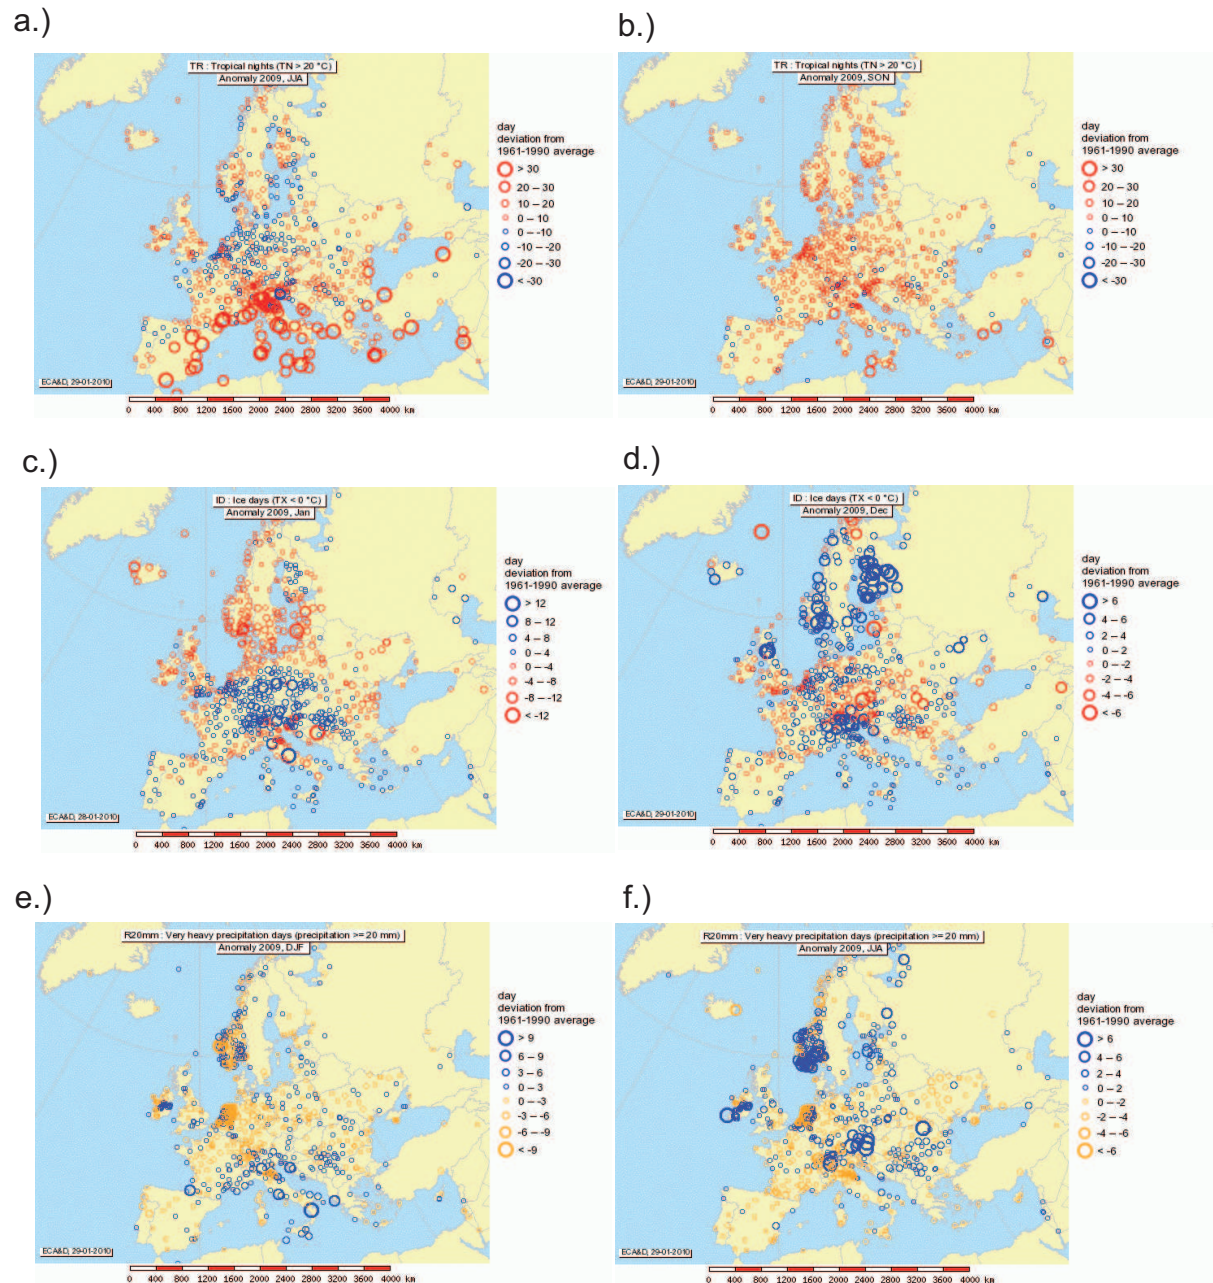 a.)
TR : Tropical nights (TN > 20 °C)
Anomaly 2009, JJA
day
deviation from
1961-1990 average
> 30
20 – 30
10 – 20
0 – 10
0 – -10
-10 – -20
-20 – -30
< -30
ECA&D, 29-01-2010
0 400 800 1200 1600 2000 2400 2800 3200 3600 4000 km
b.)
TR : Tropical nights (TN > 20 °C)
Anomaly 2009, SON
day
deviation from
1961-1990 average
> 30
20 – 30
10 – 20
0 – 10
0 – -10
-10 – -20
-20 – -30
< -30
ECA&D, 29-01-2010
0 400 800 1200 1600 2000 2400 2800 3200 3600 4000 km
c.)
ID : Ice days (TX < 0 °C)
Anomaly 2009, Jan
day
deviation from
1961-1990 average
> 12
8 – 12
4 – 8
0 – 4
0 – -4
-4 – -8
-8 – -12
< -12
ECA&D, 28-01-2010
0 400 800 1200 1600 2000 2400 2800 3200 3600 4000 km
d.)
ID : Ice days (TX < 0 °C)
Anomaly 2009, Dec
day
deviation from
1961-1990 average
> 6
4 – 6
2 – 4
0 – 2
0 – -2
-2 – -4
-4 – -6
< -6
ECA&D, 29-01-2010
0 400 800 1200 1600 2000 2400 2800 3200 3600 4000 km
e.)
R20mm : Very heavy precipitation days (precipitation >= 20 mm)
Anomaly 2009, DJF
day
deviation from
1961-1990 average
> 9
6 – 9
3 – 6
0 – 3
0 – -3
-3 – -6
-6 – -9
< -9
ECA&D, 29-01-2010
0 400 800 1200 1600 2000 2400 2800 3200 3600 4000 km
f.)
R20mm : Very heavy precipitation days (precipitation >= 20 mm)
Anomaly 2009, JJA
day
deviation from
1961-1990 average
> 6
4 – 6
2 – 4
0 – 2
0 – -2
-2 – -4
-4 – -6
< -6
ECA&D, 29-01-2010
0 400 800 1200 1600 2000 2400 2800 3200 3600 4000 km